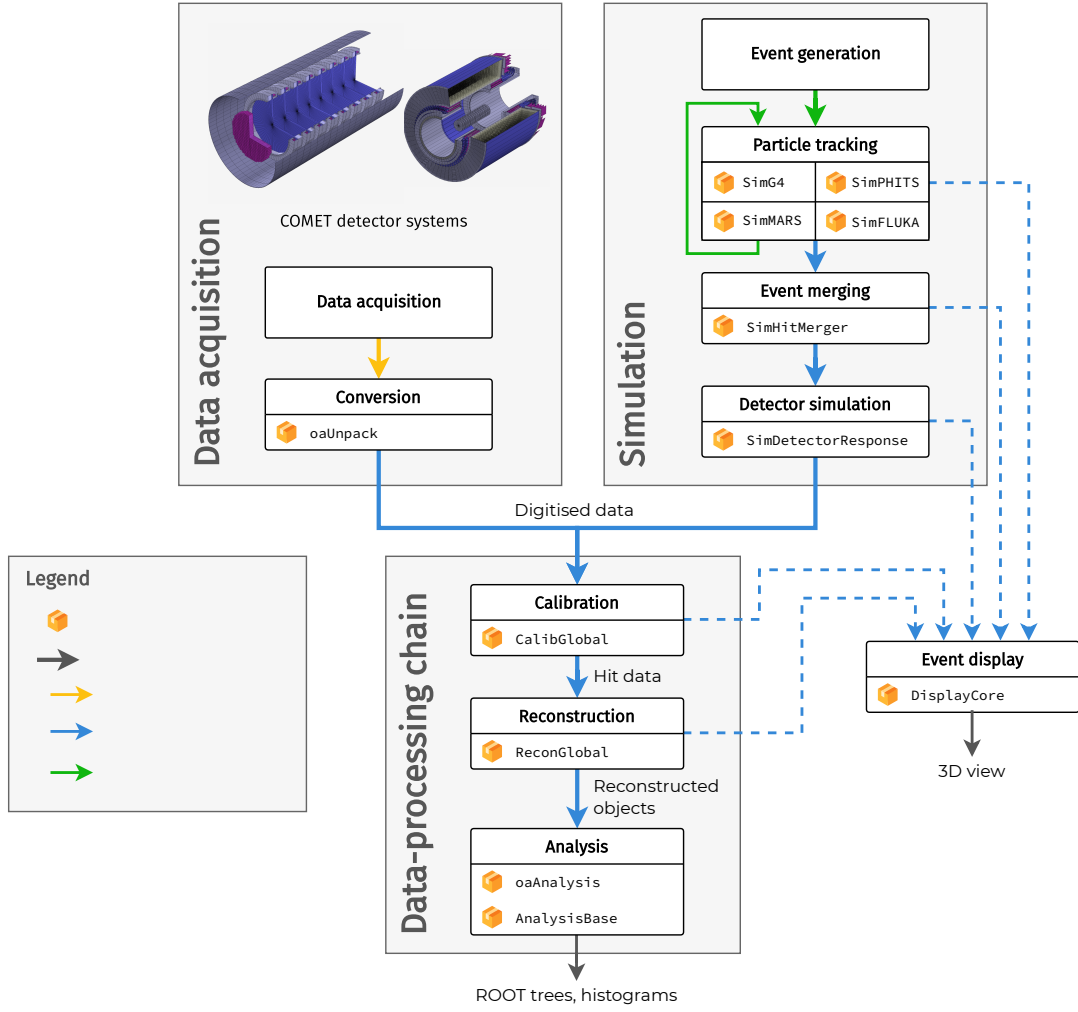 COMET detector systems
Data acquisition
Data acquisition
Conversion
oaUnpack
Simulation
Event generation
Particle tracking
SimG4
SimPHITS
SimMARS
SimFLUKA
Event merging
SimHitMerger
Detector simulation
SimDetectorResponse
Digitised data
Legend
Data-processing chain
Calibration
CalibGlobal
Hit data
Reconstruction
ReconGlobal
Reconstructed
objects
Analysis
oaAnalysis
AnalysisBase
ROOT trees, histograms
Event display
DisplayCore
3D view